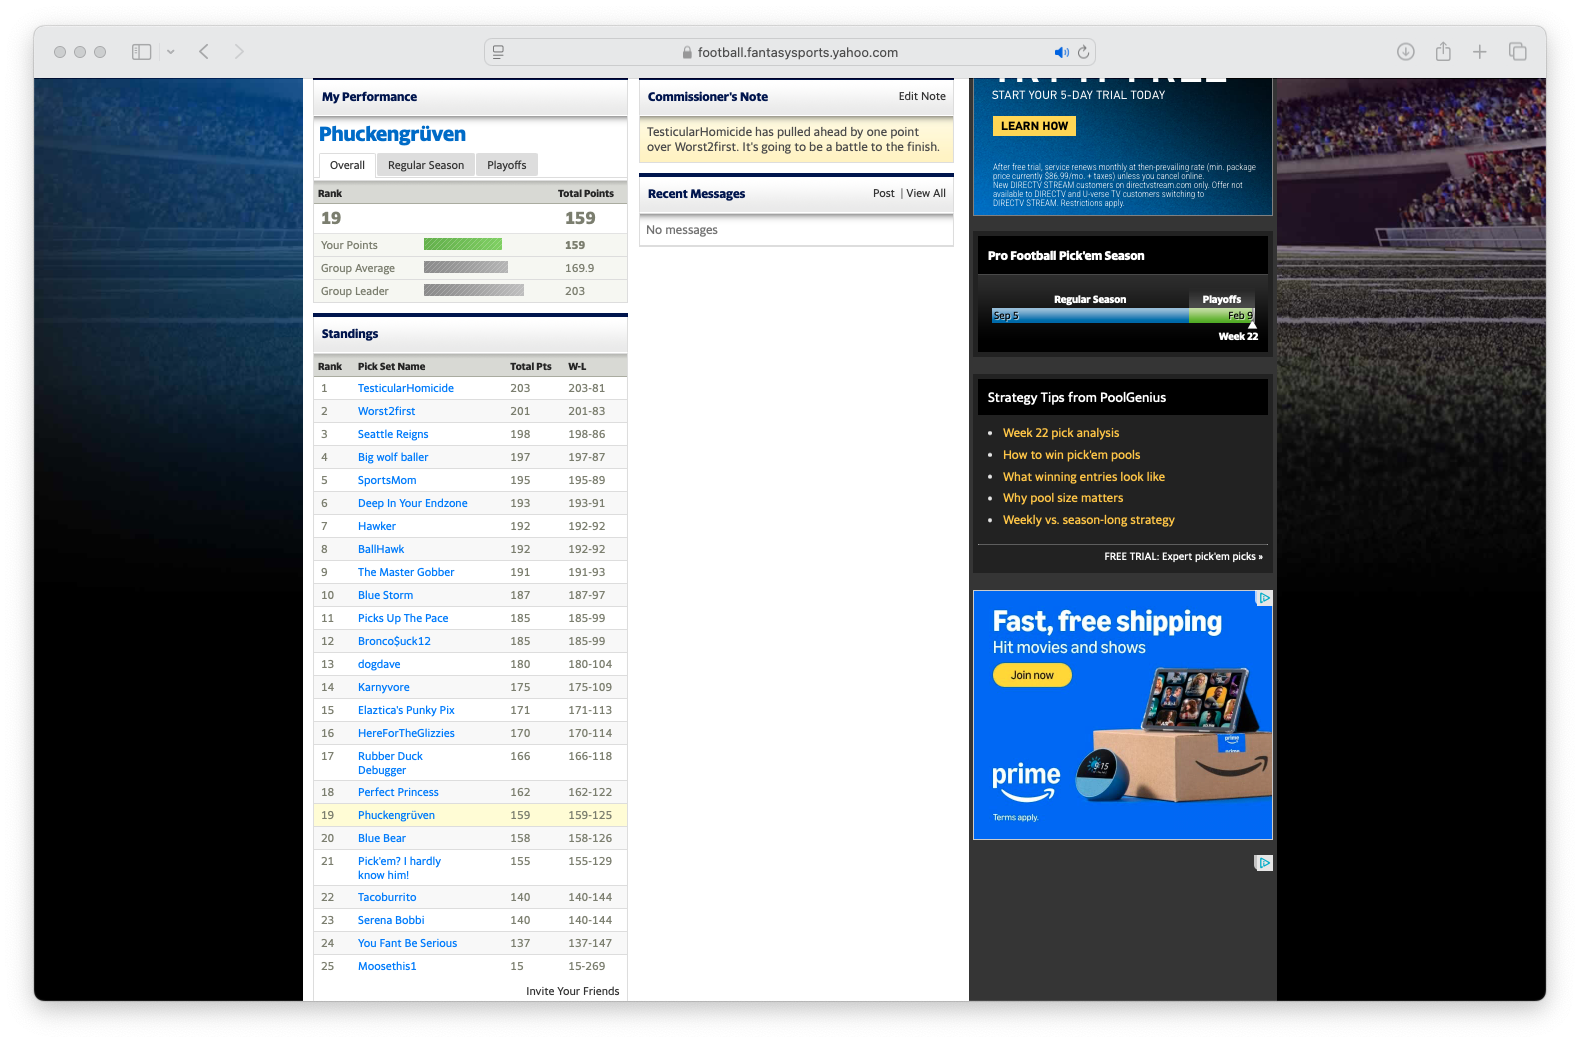 football.fantasysports.yahoo.com
My Performance
Phuckengrüven
Overall Regular Season Playoffs
Rank Total Points
19 159
Your Points 159
Group Average 169.9
Group Leader 203
Standings
Rank Pick Set Name Total Pts W-L
1 TesticularHomicide 203 203-81
2 Worst2first 201 201-83
3 Seattle Reigns 198 198-86
4 Big wolf baller 197 197-87
5 SportsMom 195 195-89
6 Deep In Your Endzone 193 193-91
7 Hawker 192 192-92
8 BallHawk 192 192-92
9 The Master Gobber 191 191-93
10 Blue Storm 187 187-97
11 Picks Up The Pace 185 185-99
12 Bronco$uck12 185 185-99
13 dogdave 180 180-104
14 Karnyvore 175 175-109
15 Elaztica's Punky Pix 171 171-113
16 HereForTheGlizzies 170 170-114
17 Rubber Duck 166 166-118
Debugger
18 Perfect Princess 162 162-122
19 Phuckengrüven 159 159-125
20 Blue Bear 158 158-126
21 Pick'em? I hardly 155 155-129
know him!
22 Tacoburrito 140 140-144
23 Serena Bobbi 140 140-144
24 You Fant Be Serious 137 137-147
25 Moosethis1 15 15-269
Invite Your Friends
Commissioner's Note Edit Note
TesticularHomicide has pulled ahead by one point
over Worst2first. It's going to be a battle to the finish.
Recent Messages Post | View All
No messages
TRY IT FREE
START YOUR 5-DAY TRIAL TODAY
LEARN HOW
After free trial, service renews monthly at then-prevailing rate (min. package
price currently $86.99/mo. + taxes) unless you cancel online.
New DIRECTV STREAM customers on directvstream.com only. Offer not
available to DIRECTV and U-verse TV customers switching to
DIRECTV STREAM. Restrictions apply.
Pro Football Pick'em Season
Regular Season Playoffs
Sep 5 Feb 9
Week 22
Strategy Tips from PoolGenius
• Week 22 pick analysis
• How to win pick'em pools
• What winning entries look like
• Why pool size matters
• Weekly vs. season-long strategy
FREE TRIAL: Expert pick'em picks »
Fast, free shipping
Hit movies and shows
Join now
prime
9:15
prime
Terms apply.